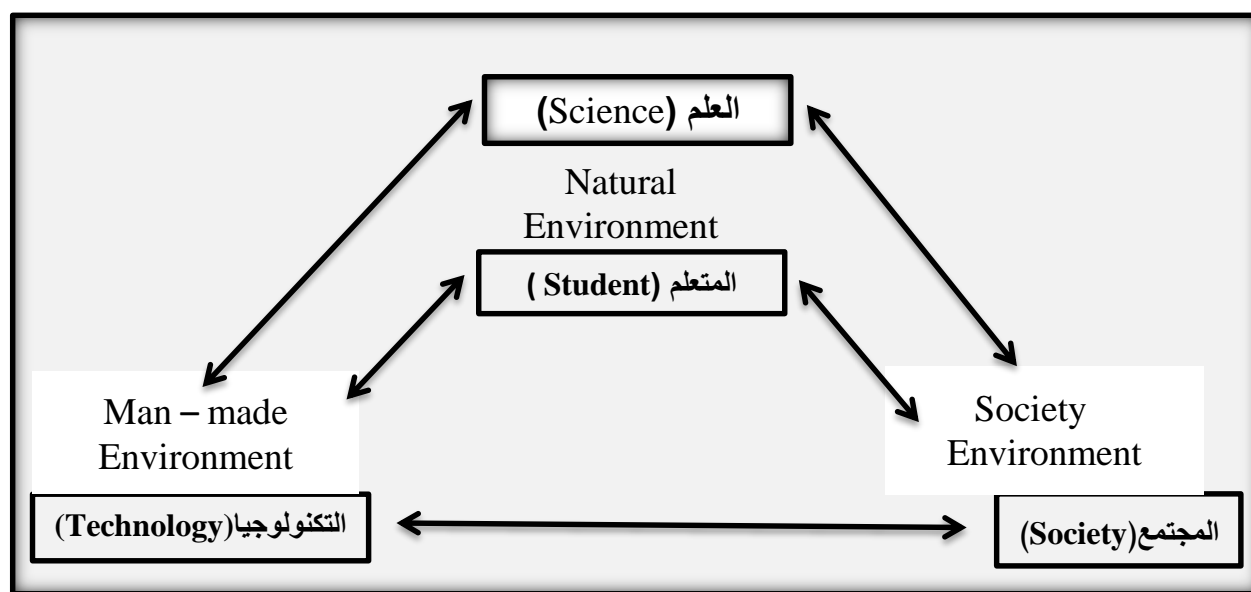 العلم (Science)
Natural
Environment
المتعلم (Student )
Man – made
Environment
Society
Environment
التكنولوجيا(Technology)
المجتمع(Society)